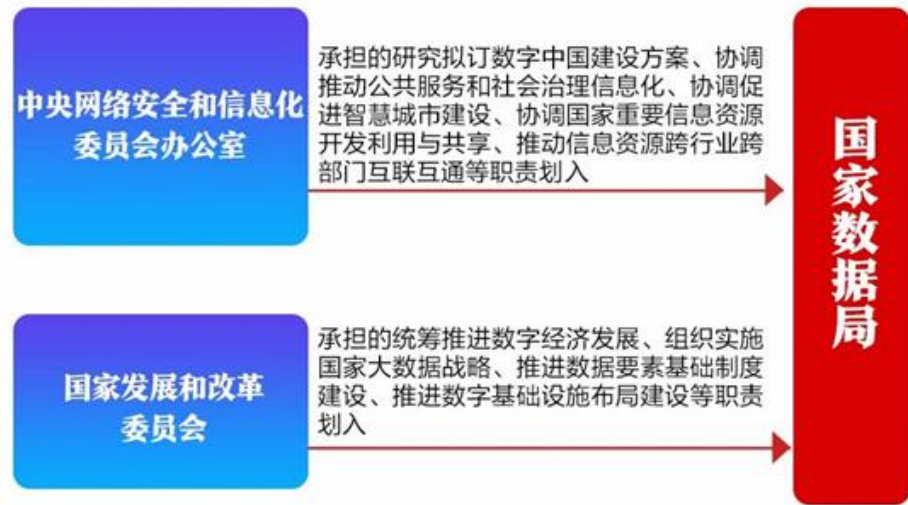 中央网络安全和信息化
委员会办公室
承担的研究拟订数字中国建设方案、协调
推动公共服务和社会治理信息化、协调促
进智慧城市建设、协调国家重要信息资源
开发利用与共享、推动信息资源跨行业跨
部门互联互通等职责划入
国家发展和改革
委员会
承担的统筹推进数字经济发展、组织实施
国家大数据战略、推进数据要素基础制度
建设、推进数字基础设施布局建设等职责
划入
国家数据局